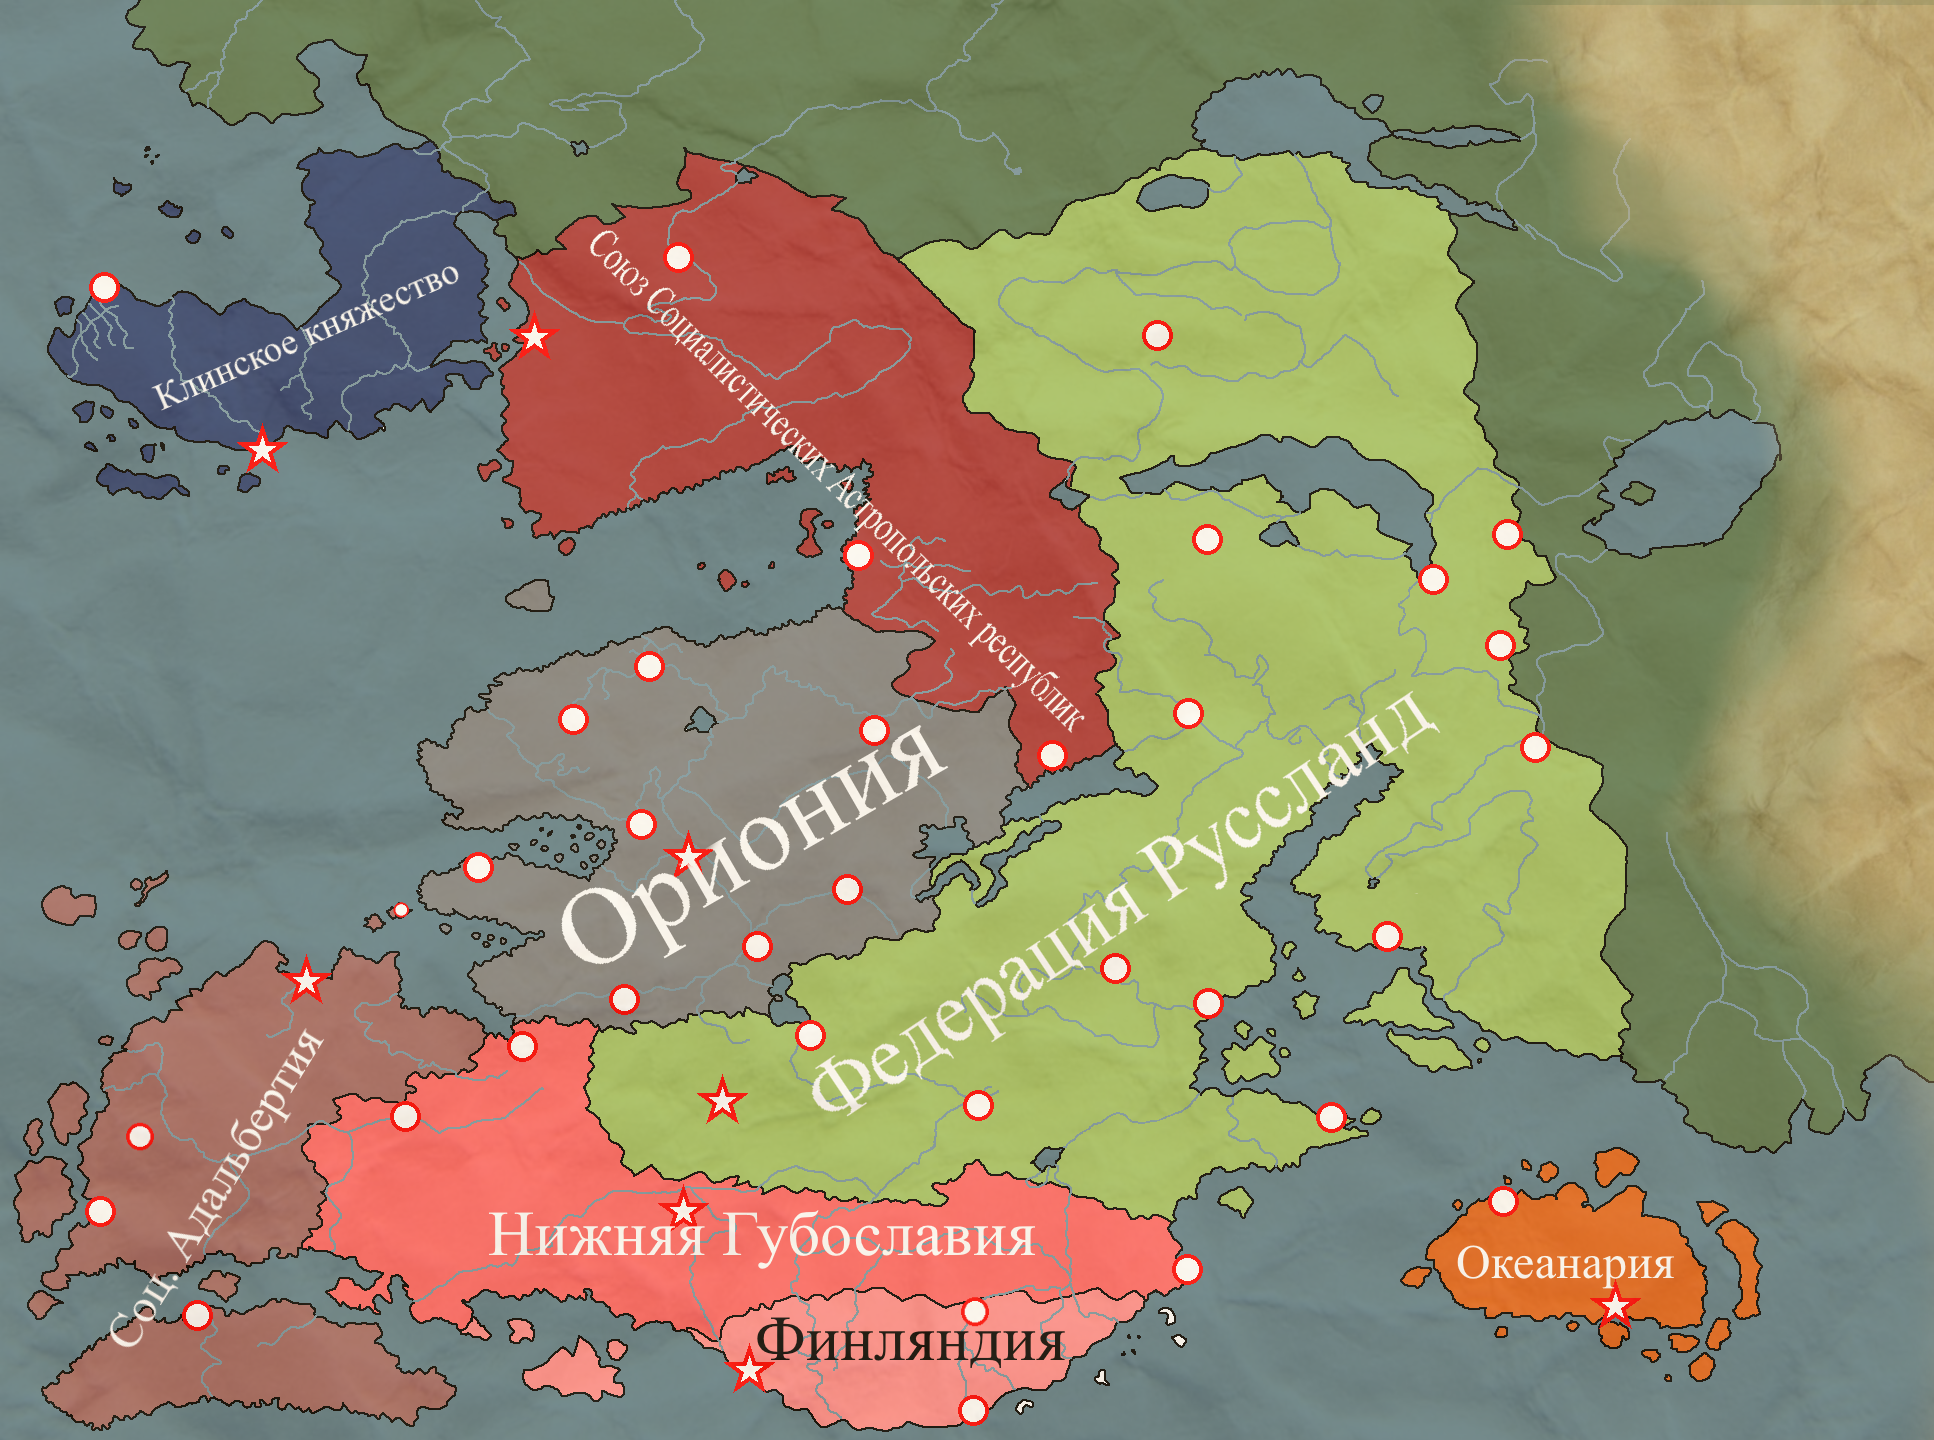 Союз Социалистических Астропольских республик
Клинское княжество
Ориония
Федерация Руссланд
Соц. Адальбертия
Нижняя Губославия
Океанария
Финляндия